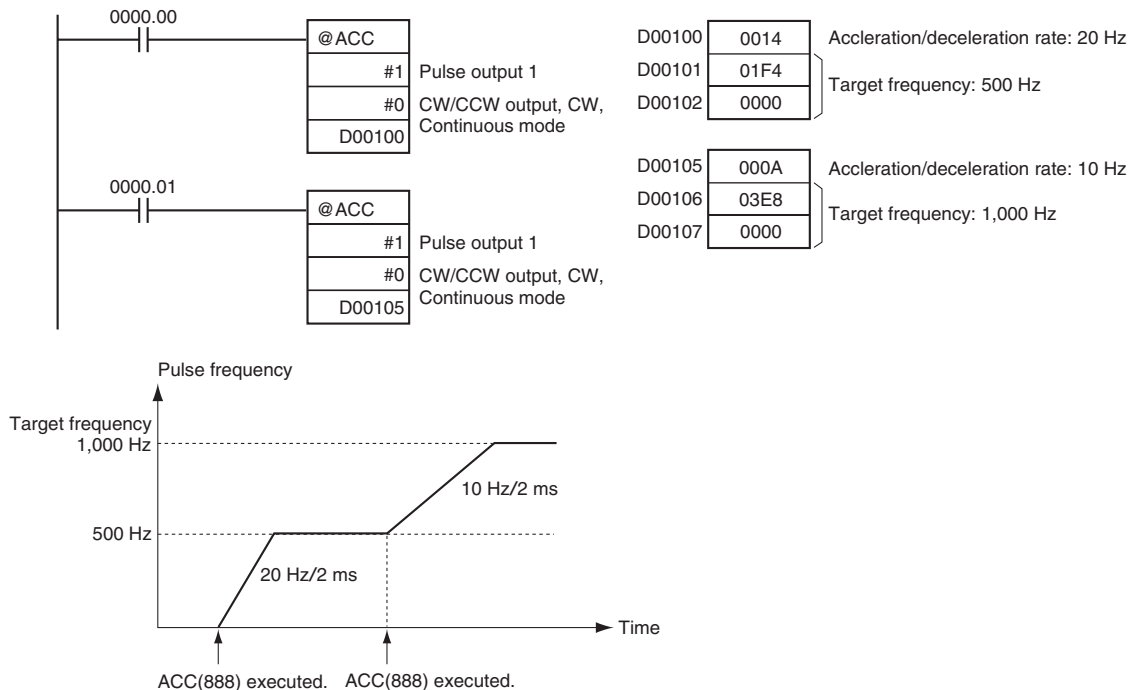 0000.00
@ACC
#1 Pulse output 1
#0 CW/CCW output, CW,
Continuous mode
D00100
D00100 0014 Accleration/deceleration rate: 20 Hz
D00101 01F4
Target frequency: 500 Hz
D00102 0000
0000.01
@ACC
#1 Pulse output 1
#0 CW/CCW output, CW,
Continuous mode
D00105
D00105 000A Accleration/deceleration rate: 10 Hz
D00106 03E8
Target frequency: 1,000 Hz
D00107 0000
Pulse frequency
Target frequency
1,000 Hz
10 Hz/2 ms
500 Hz
20 Hz/2 ms
Time
ACC(888) executed. ACC(888) executed.